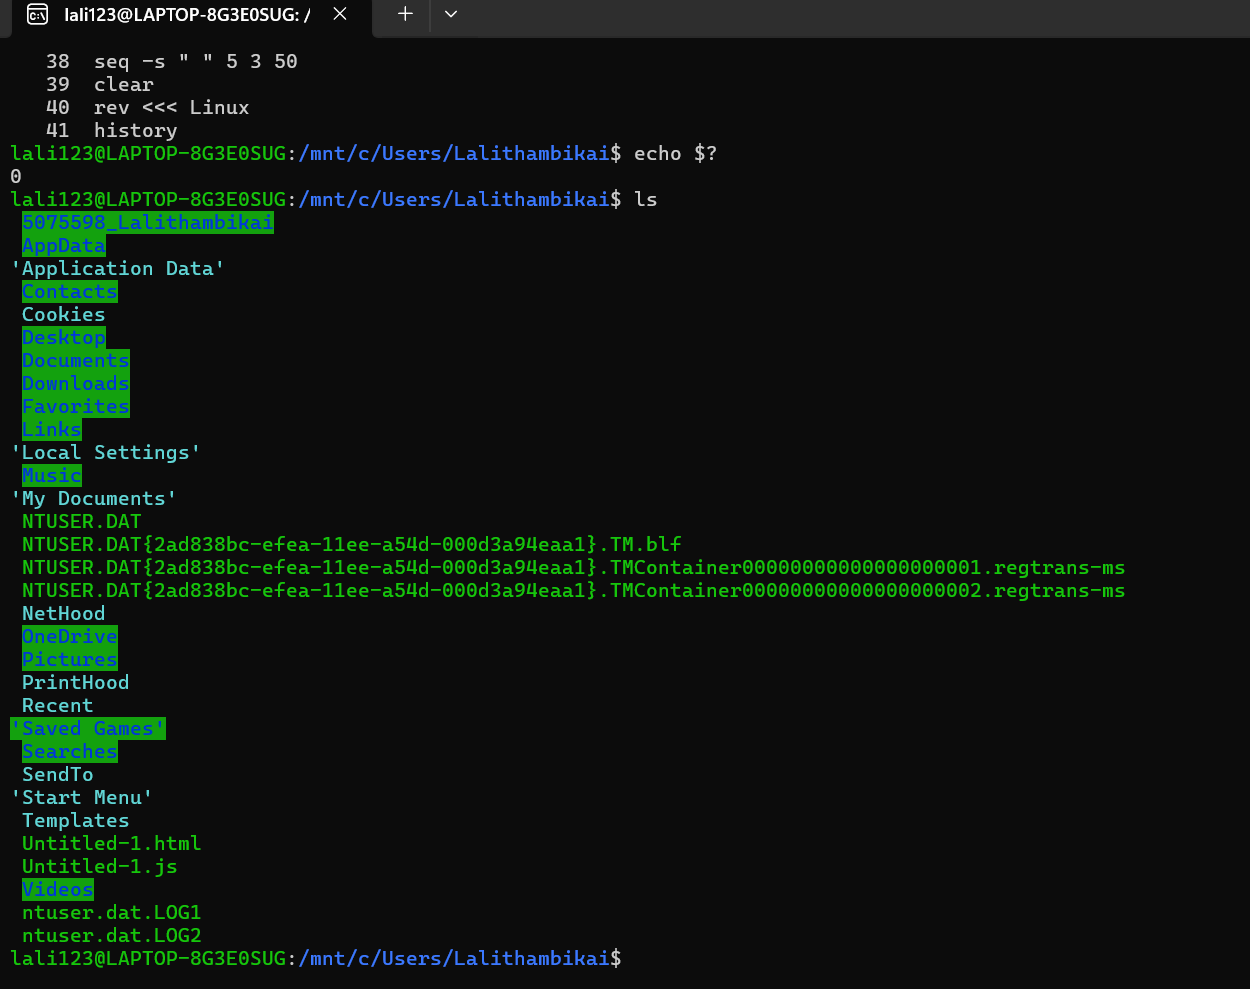 lali123@LAPTOP-8G3E0SUG: /
38 seq -s " " 5 3 50
39 clear
40 rev <<< Linux
41 history
lali123@LAPTOP-8G3E0SUG:/mnt/c/Users/Lalithambikai$ echo $?
0
lali123@LAPTOP-8G3E0SUG:/mnt/c/Users/Lalithambikai$ ls
5075598_Lalithambikai
AppData
'Application Data'
Contacts
Cookies
Desktop
Documents
Downloads
Favorites
Links
'Local Settings'
Music
'My Documents'
NTUSER.DAT
NTUSER.DAT{2ad838bc-efea-11ee-a54d-000d3a94eaa1}.TM.blf
NTUSER.DAT{2ad838bc-efea-11ee-a54d-000d3a94eaa1}.TMContainer00000000000000000001.regtrans-ms
NTUSER.DAT{2ad838bc-efea-11ee-a54d-000d3a94eaa1}.TMContainer00000000000000000002.regtrans-ms
NetHood
OneDrive
Pictures
PrintHood
Recent
'Saved Games'
Searches
SendTo
'Start Menu'
Templates
Untitled-1.html
Untitled-1.js
Videos
ntuser.dat.LOG1
ntuser.dat.LOG2
lali123@LAPTOP-8G3E0SUG:/mnt/c/Users/Lalithambikai$